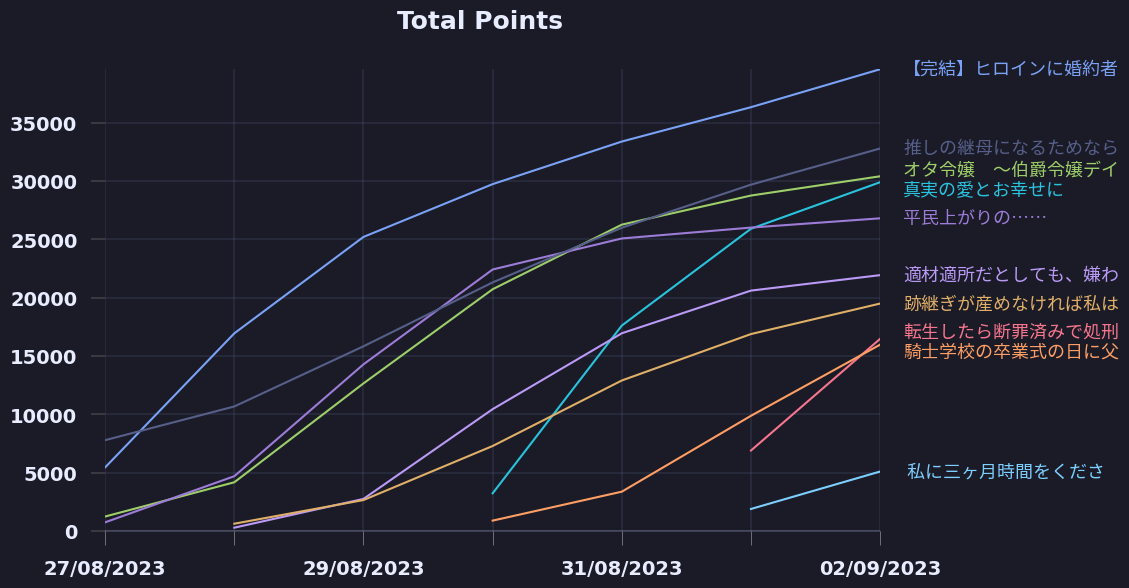 Total Points
【完結】ヒロインに婚約者
推しの継母になるためなら
オタ令嬢　～伯爵令嬢デイ
真実の愛とお幸せに
平民上がりの……
適材適所だとしても、嫌わ
跡継ぎが産めなければ私は
転生したら断罪済みで処刑
騎士学校の卒業式の日に父
私に三ヶ月時間をくださ
35000
30000
25000
20000
15000
10000
5000
0
27/08/2023
29/08/2023
31/08/2023
02/09/2023